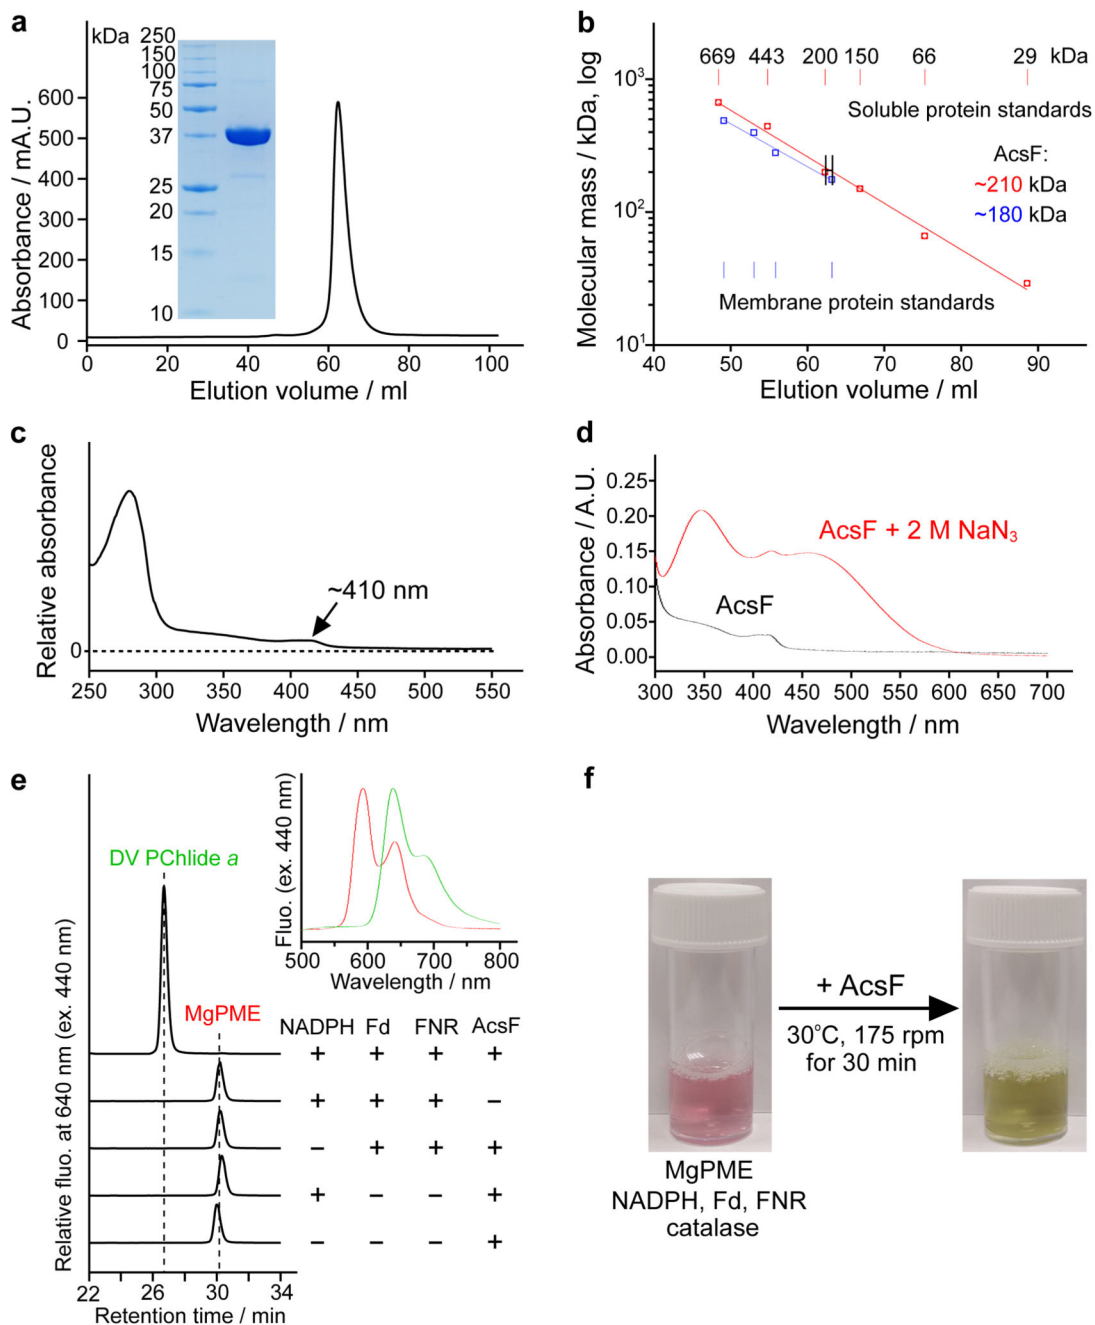 a
kDa
250
150
100
75
50
37
25
20
15
10
Absorbance / mA.U.
600
500
400
300
200
100
0
0 20 40 60 80 100
Elution volume / ml
b
Molecular mass / kDa, log
10³
10²
10¹
669 443 200 150 66 29 kDa
Soluble protein standards
AcsF:
~210 kDa
~180 kDa
Membrane protein standards
40 50 60 70 80 90
Elution volume / ml
c
Relative absorbance
0
~410 nm
250 300 350 400 450 500 550
Wavelength / nm
d
Absorbance / A.U.
0.25
0.20
0.15
0.10
0.05
0.00
AcsF + 2 M NaN₃
AcsF
300 350 400 450 500 550 600 650 700
Wavelength / nm
e
Relative fluo. at 640 nm (ex. 440 nm)
DV PChlide a
MgPME
Fluo. (ex. 440 nm)
500 600 700 800
Wavelength / nm
NADPH Fd FNR AcsF
+ + + +
+ + + –
– + + +
+ – – +
– – – +
22 26 30 34
Retention time / min
f
+ AcsF
30°C, 175 rpm
for 30 min
MgPME
NADPH, Fd, FNR
catalase